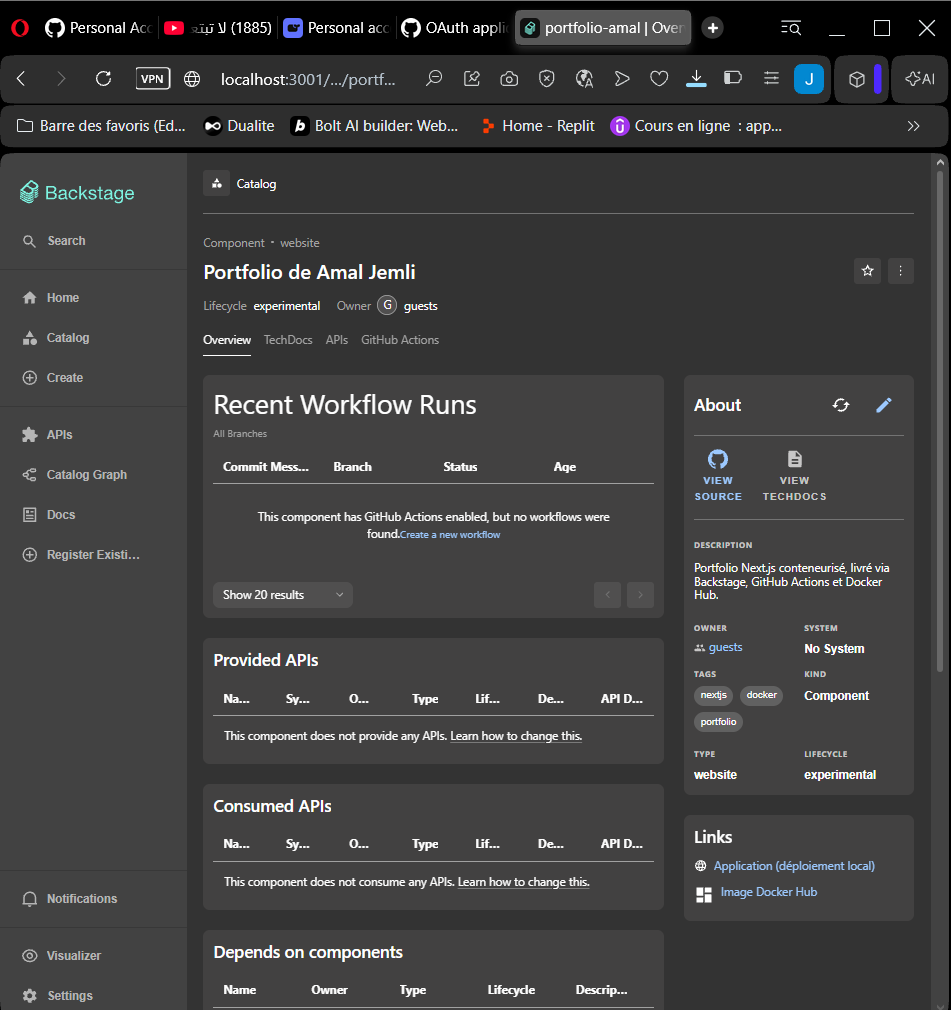 Personal Acc
(1885) لا تبتـ
Personal acc
OAuth applic
portfolio-amal | Over
VPN
localhost:3001/.../portf...
J
AI
Barre des favoris (Ed...
Dualite
Bolt AI builder: Web...
Home - Replit
Cours en ligne : app...
Backstage
Search
Home
Catalog
Create
APIs
Catalog Graph
Docs
Register Existi...
Notifications
Visualizer
Settings
Catalog
Component • website
Portfolio de Amal Jemli
Lifecycle experimental Owner G guests
Overview TechDocs APIs GitHub Actions
Recent Workflow Runs
All Branches
Commit Mess... Branch Status Age
This component has GitHub Actions enabled, but no workflows were
found.Create a new workflow
Show 20 results
Provided APIs
Na... Sy... O... Type Lif... De... API D...
This component does not provide any APIs. Learn how to change this.
Consumed APIs
Na... Sy... O... Type Lif... De... API D...
This component does not consume any APIs. Learn how to change this.
Depends on components
Name Owner Type Lifecycle Descrip...
About
VIEW
SOURCE
VIEW
TECHDOCS
DESCRIPTION
Portfolio Next.js conteneurisé, livré via
Backstage, GitHub Actions et Docker
Hub.
OWNER SYSTEM
guests No System
TAGS KIND
nextjs docker Component
portfolio
TYPE LIFECYCLE
website experimental
Links
Application (déploiement local)
Image Docker Hub